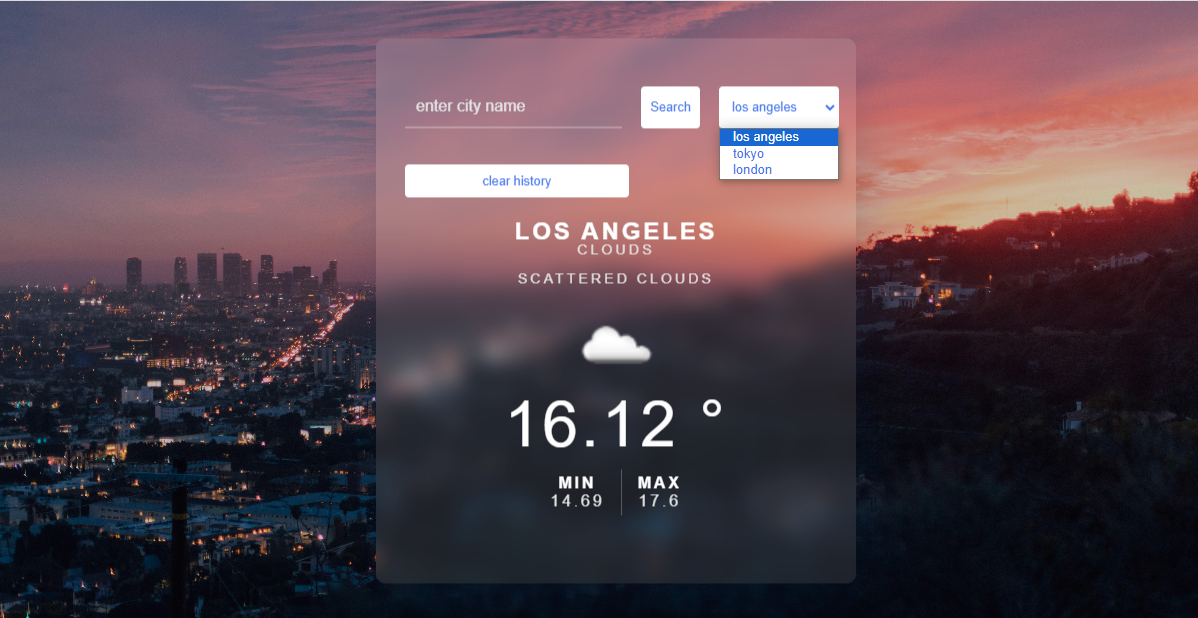 enter city name
Search
los angeles
los angeles
tokyo
london
clear history
LOS ANGELES
CLOUDS
SCATTERED CLOUDS
16.12 °
MIN
14.69
MAX
17.6